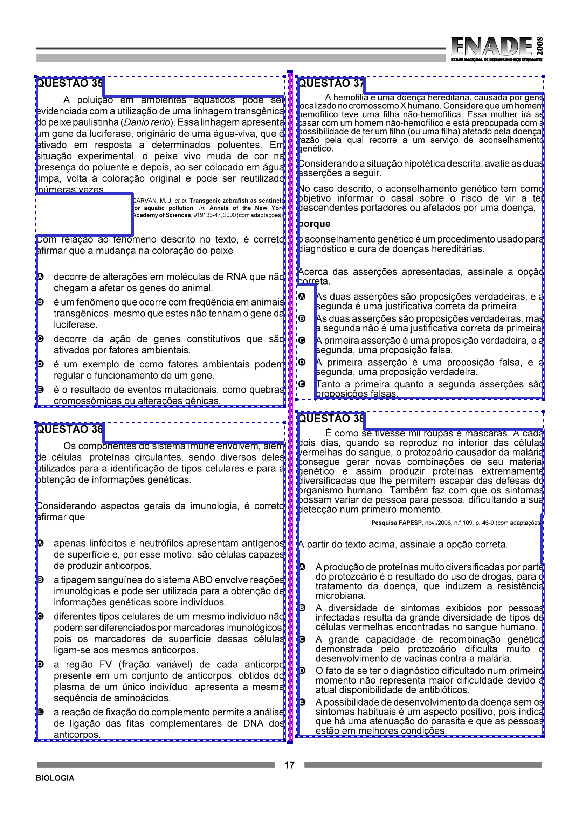 ENADE 2008
EXAME NACIONAL DE DESEMPENHO DOS ESTUDANTES
QUESTÃO 35
A poluição em ambientes aquáticos pode ser
evidenciada com a utilização de uma linhagem transgênica
do peixe paulistinha (Danio rerio). Essa linhagem apresenta
um gene da luciferase, originário de uma água-viva, que é
ativado em resposta a determinados poluentes. Em
situação experimental, o peixe vivo muda de cor na
presença do poluente e depois, ao ser colocado em água
limpa, volta à coloração original e pode ser reutilizado
inúmeras vezes.
CARVAN, M. J. et al. Transgenic zebrafish as sentinels
for aquatic pollution. In: Annals of the New York
Academy of Sciences, 919133-47, 2000 (com adaptações).
Com relação ao fenômeno descrito no texto, é correto
afirmar que a mudança na coloração do peixe
A decorre de alterações em moléculas de RNA que não
chegam a afetar os genes do animal.
B é um fenômeno que ocorre com freqüência em animais
transgênicos, mesmo que estes não tenham o gene da
luciferase.
C decorre da ação de genes constitutivos que são
ativados por fatores ambientais.
D é um exemplo de como fatores ambientais podem
regular o funcionamento de um gene.
E é o resultado de eventos mutacionais, como quebras
cromossômicas ou alterações gênicas.
QUESTÃO 36
Os componentes do sistema imune envolvem, além
de células, proteínas circulantes, sendo diversos deles
utilizados para a identificação de tipos celulares e para a
obtenção de informações genéticas.
Considerando aspectos gerais da imunologia, é correto
afirmar que
A apenas linfócitos e neutrófilos apresentam antígenos
de superfície e, por esse motivo, são células capazes
de produzir anticorpos.
B a tipagem sanguínea do sistema ABO envolve reações
imunológicas e pode ser utilizada para a obtenção de
informações genéticas sobre indivíduos.
C diferentes tipos celulares de um mesmo indivíduo não
podem ser diferenciados por marcadores imunológicos,
pois os marcadores de superfície dessas células
ligam-se aos mesmos anticorpos.
D a região FV (fração variável) de cada anticorpo
presente em um conjunto de anticorpos, obtidos do
plasma de um único indivíduo, apresenta a mesma
sequência de aminoácidos.
E a reação de fixação do complemento permite a análise
de ligação das fitas complementares de DNA dos
anticorpos.
QUESTÃO 37
A hemofilia é uma doença hereditária, causada por gene
localizado no cromossomo X humano. Considere que um homem
hemofílico teve uma filha não-hemofílica. Essa mulher irá se
casar com um homem não-hemofílico e está preocupada com a
possibilidade de ter um filho (ou uma filha) afetado pela doença,
razão pela qual recorre a um serviço de aconselhamento
genético.
Considerando a situação hipotética descrita, avalie as duas
asserções a seguir.
No caso descrito, o aconselhamento genético tem como
objetivo informar o casal sobre o risco de vir a ter
descendentes portadores ou afetados por uma doença,
porque
o aconselhamento genético é um procedimento usado para
diagnóstico e cura de doenças hereditárias.
Acerca das asserções apresentadas, assinale a opção
correta.
A As duas asserções são proposições verdadeiras, e a
segunda é uma justificativa correta da primeira.
B As duas asserções são proposições verdadeiras, mas
a segunda não é uma justificativa correta da primeira.
C A primeira asserção é uma proposição verdadeira, e a
segunda, uma proposição falsa.
D A primeira asserção é uma proposição falsa, e a
segunda, uma proposição verdadeira.
E Tanto a primeira quanto a segunda asserções são
proposições falsas.
QUESTÃO 38
É como se tivesse mil roupas e máscaras. A cada
dois dias, quando se reproduz no interior das células
vermelhas do sangue, o protozoário causador da malária
consegue gerar novas combinações de seu material
genético e assim produzir proteínas extremamente
diversificadas que lhe permitem escapar das defesas do
organismo humano. Também faz com que os sintomas
possam variar de pessoa para pessoa, dificultando a sua
detecção num primeiro momento.
Pesquisa FAPESP, nov./2006, n.º 109, p. 46-9 (com adaptações).
A partir do texto acima, assinale a opção correta.
A A produção de proteínas muito diversificadas por parte
do protozoário é o resultado do uso de drogas, para o
tratamento da doença, que induzem a resistência
microbiana.
B A diversidade de sintomas exibidos por pessoas
infectadas resulta da grande diversidade de tipos de
células vermelhas encontradas no sangue humano.
C A grande capacidade de recombinação genética
demonstrada pelo protozoário dificulta muito o
desenvolvimento de vacinas contra a malária.
D O fato de se ter o diagnóstico dificultado num primeiro
momento não representa maior dificuldade devido à
atual disponibilidade de antibióticos.
E A possibilidade de desenvolvimento da doença sem os
sintomas habituais é um aspecto positivo, pois indica
que há uma atenuação do parasita e que as pessoas
estão em melhores condições.
17
BIOLOGIA